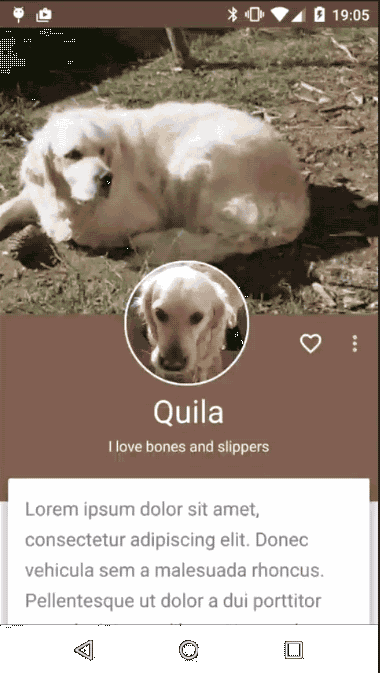 19:05
Quila
I love bones and slippers
Lorem ipsum dolor sit amet,
consectetur adipiscing elit. Donec
vehicula sem a malesuada rhoncus.
Pellentesque ut dolor a dui porttitor